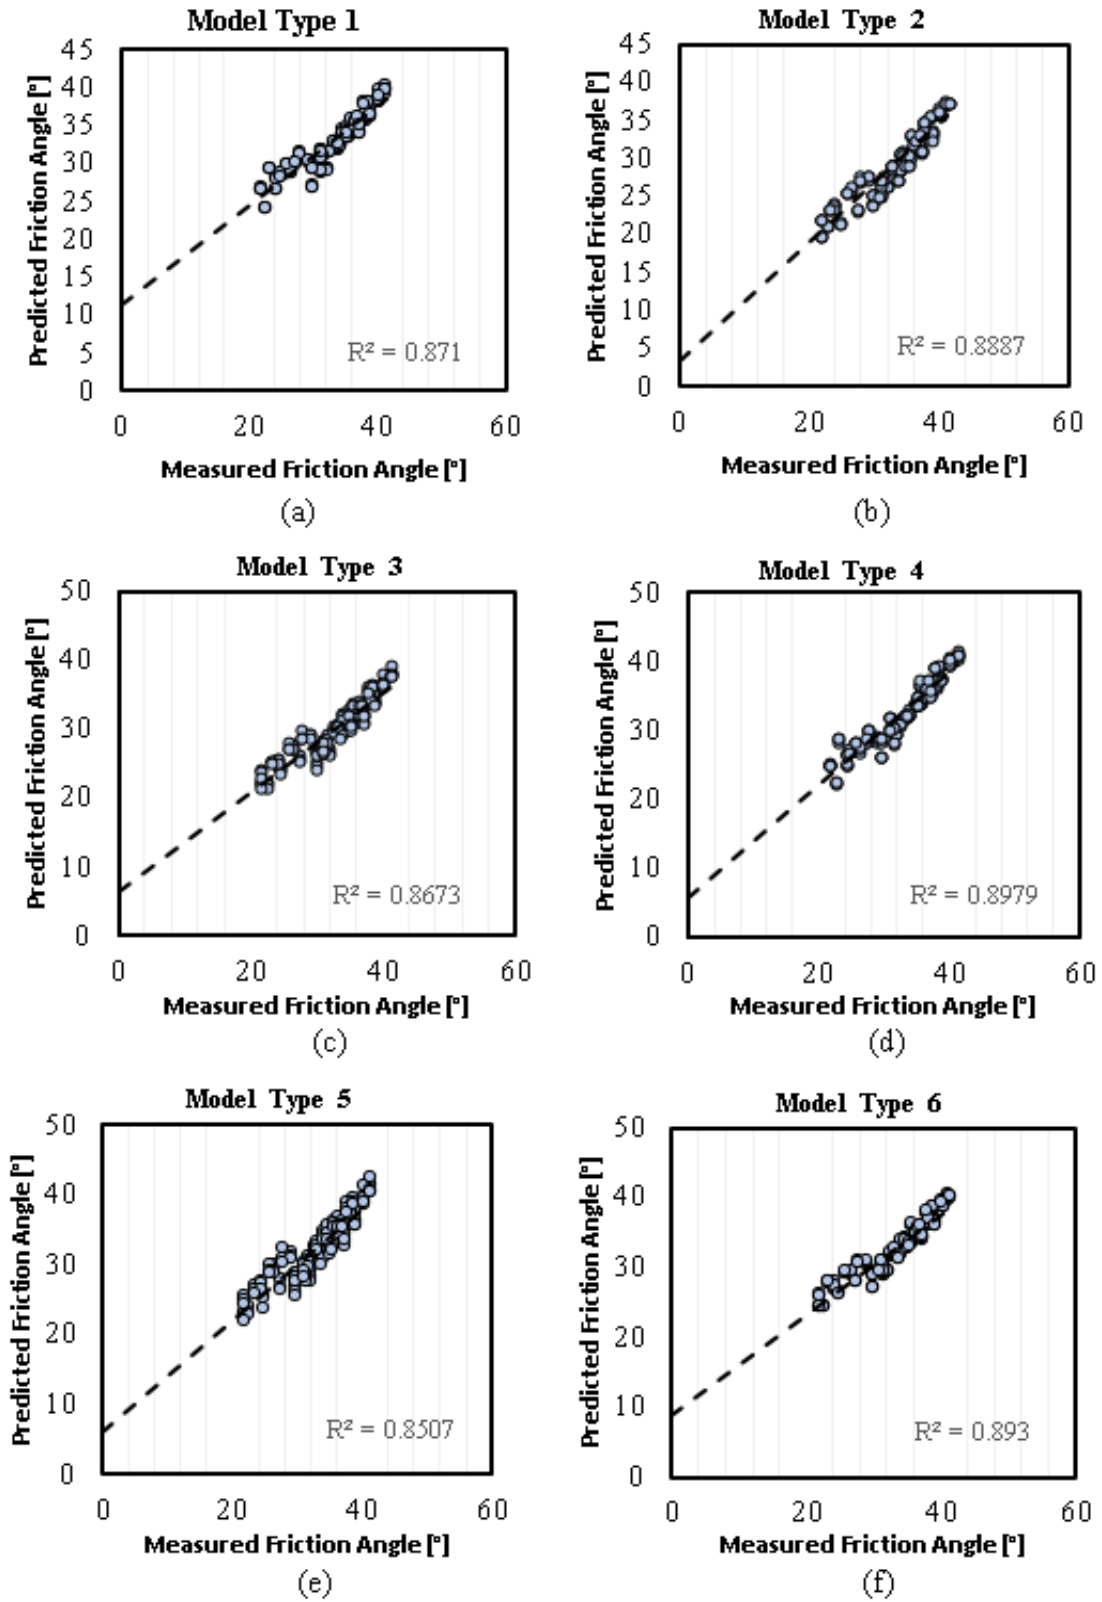 Model Type 1
Predicted Friction Angle [°]
45
40
35
30
25
20
15
10
5
0
R² = 0.871
0 20 40 60
Measured Friction Angle [°]
(a)
Model Type 2
Predicted Friction Angle [°]
45
40
35
30
25
20
15
10
5
0
R² = 0.8887
0 20 40 60
Measured Friction Angle [°]
(b)
Model Type 3
Predicted Friction Angle [°]
50
40
30
20
10
0
R² = 0.8673
0 20 40 60
Measured Friction Angle [°]
(c)
Model Type 4
Predicted Friction Angle [°]
50
40
30
20
10
0
R² = 0.8979
0 20 40 60
Measured Friction Angle [°]
(d)
Model Type 5
Predicted Friction Angle [°]
50
40
30
20
10
0
R² = 0.8507
0 20 40 60
Measured Friction Angle [°]
(e)
Model Type 6
Predicted Friction Angle [°]
50
40
30
20
10
0
R² = 0.893
0 20 40 60
Measured Friction Angle [°]
(f)